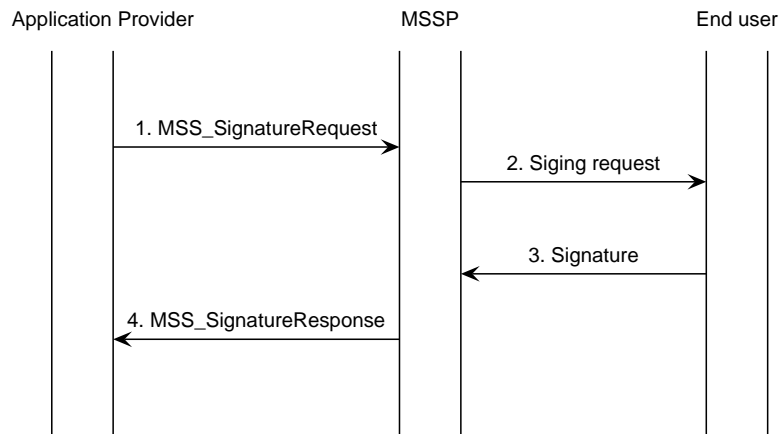 Application Provider
MSSP
End user
1. MSS_SignatureRequest
2. Siging request
3. Signature
4. MSS_SignatureResponse